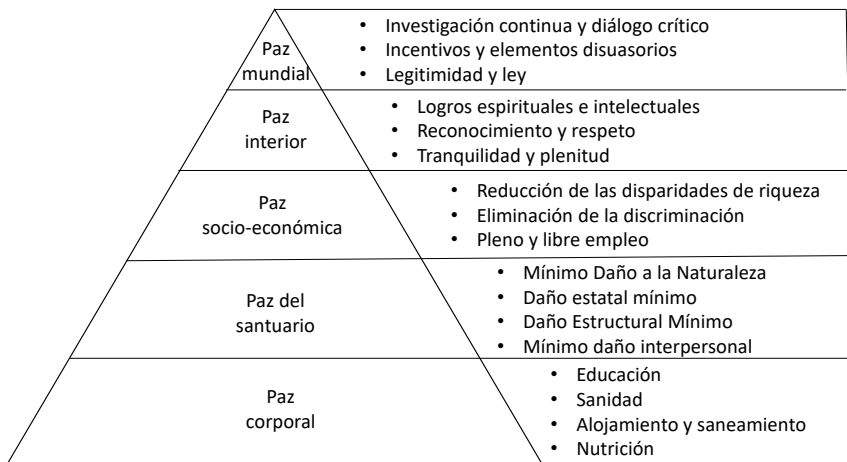 Paz
mundial
• Investigación continua y diálogo crítico
• Incentivos y elementos disuasorios
• Legitimidad y ley
Paz
interior
• Logros espirituales e intelectuales
• Reconocimiento y respeto
• Tranquilidad y plenitud
Paz
socio-económica
• Reducción de las disparidades de riqueza
• Eliminación de la discriminación
• Pleno y libre empleo
Paz del
santuario
• Mínimo Daño a la Naturaleza
• Daño estatal mínimo
• Daño Estructural Mínimo
• Mínimo daño interpersonal
Paz
corporal
• Educación
• Sanidad
• Alojamiento y saneamiento
• Nutrición